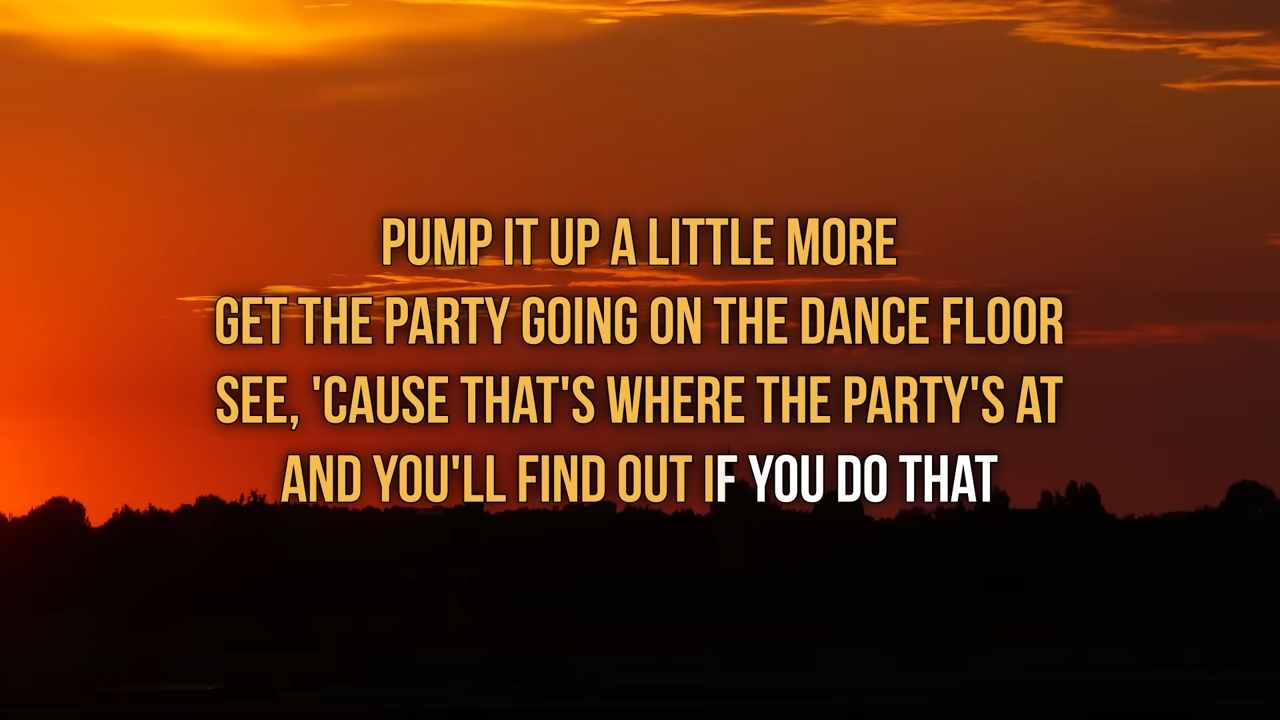 PUMP IT UP A LITTLE MORE
GET THE PARTY GOING ON THE DANCE FLOOR
SEE, 'CAUSE THAT'S WHERE THE PARTY'S AT
AND YOU'LL FIND OUT IF YOU DO THAT